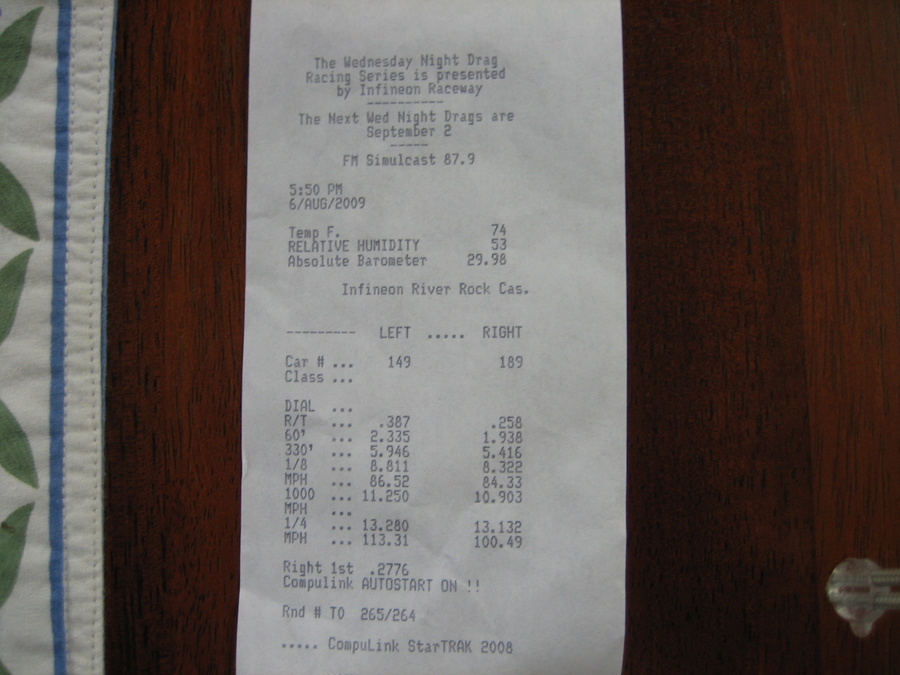 The Wednesday Night Drag
Racing Series is presented
by Infineon Raceway
----------
The Next Wed Night Drags are
September 2
-----
FM Simulcast 87.9
5:50 PM
6/AUG/2009
Temp F. 74
RELATIVE HUMIDITY 53
Absolute Barometer 29.98
Infineon River Rock Cas.
--------- LEFT ..... RIGHT
Car # ... 149 189
Class ...
DIAL ...
R/T ... .387 .258
60' ... 2.335 1.938
330' ... 5.946 5.416
1/8 ... 8.811 8.322
MPH ... 86.52 84.33
1000 ... 11.250 10.903
MPH ...
1/4 ... 13.280 13.132
MPH ... 113.31 100.49
Right 1st .2776
Compulink AUTOSTART ON !!
Rnd # TO 265/264
..... CompuLink StarTRAK 2008